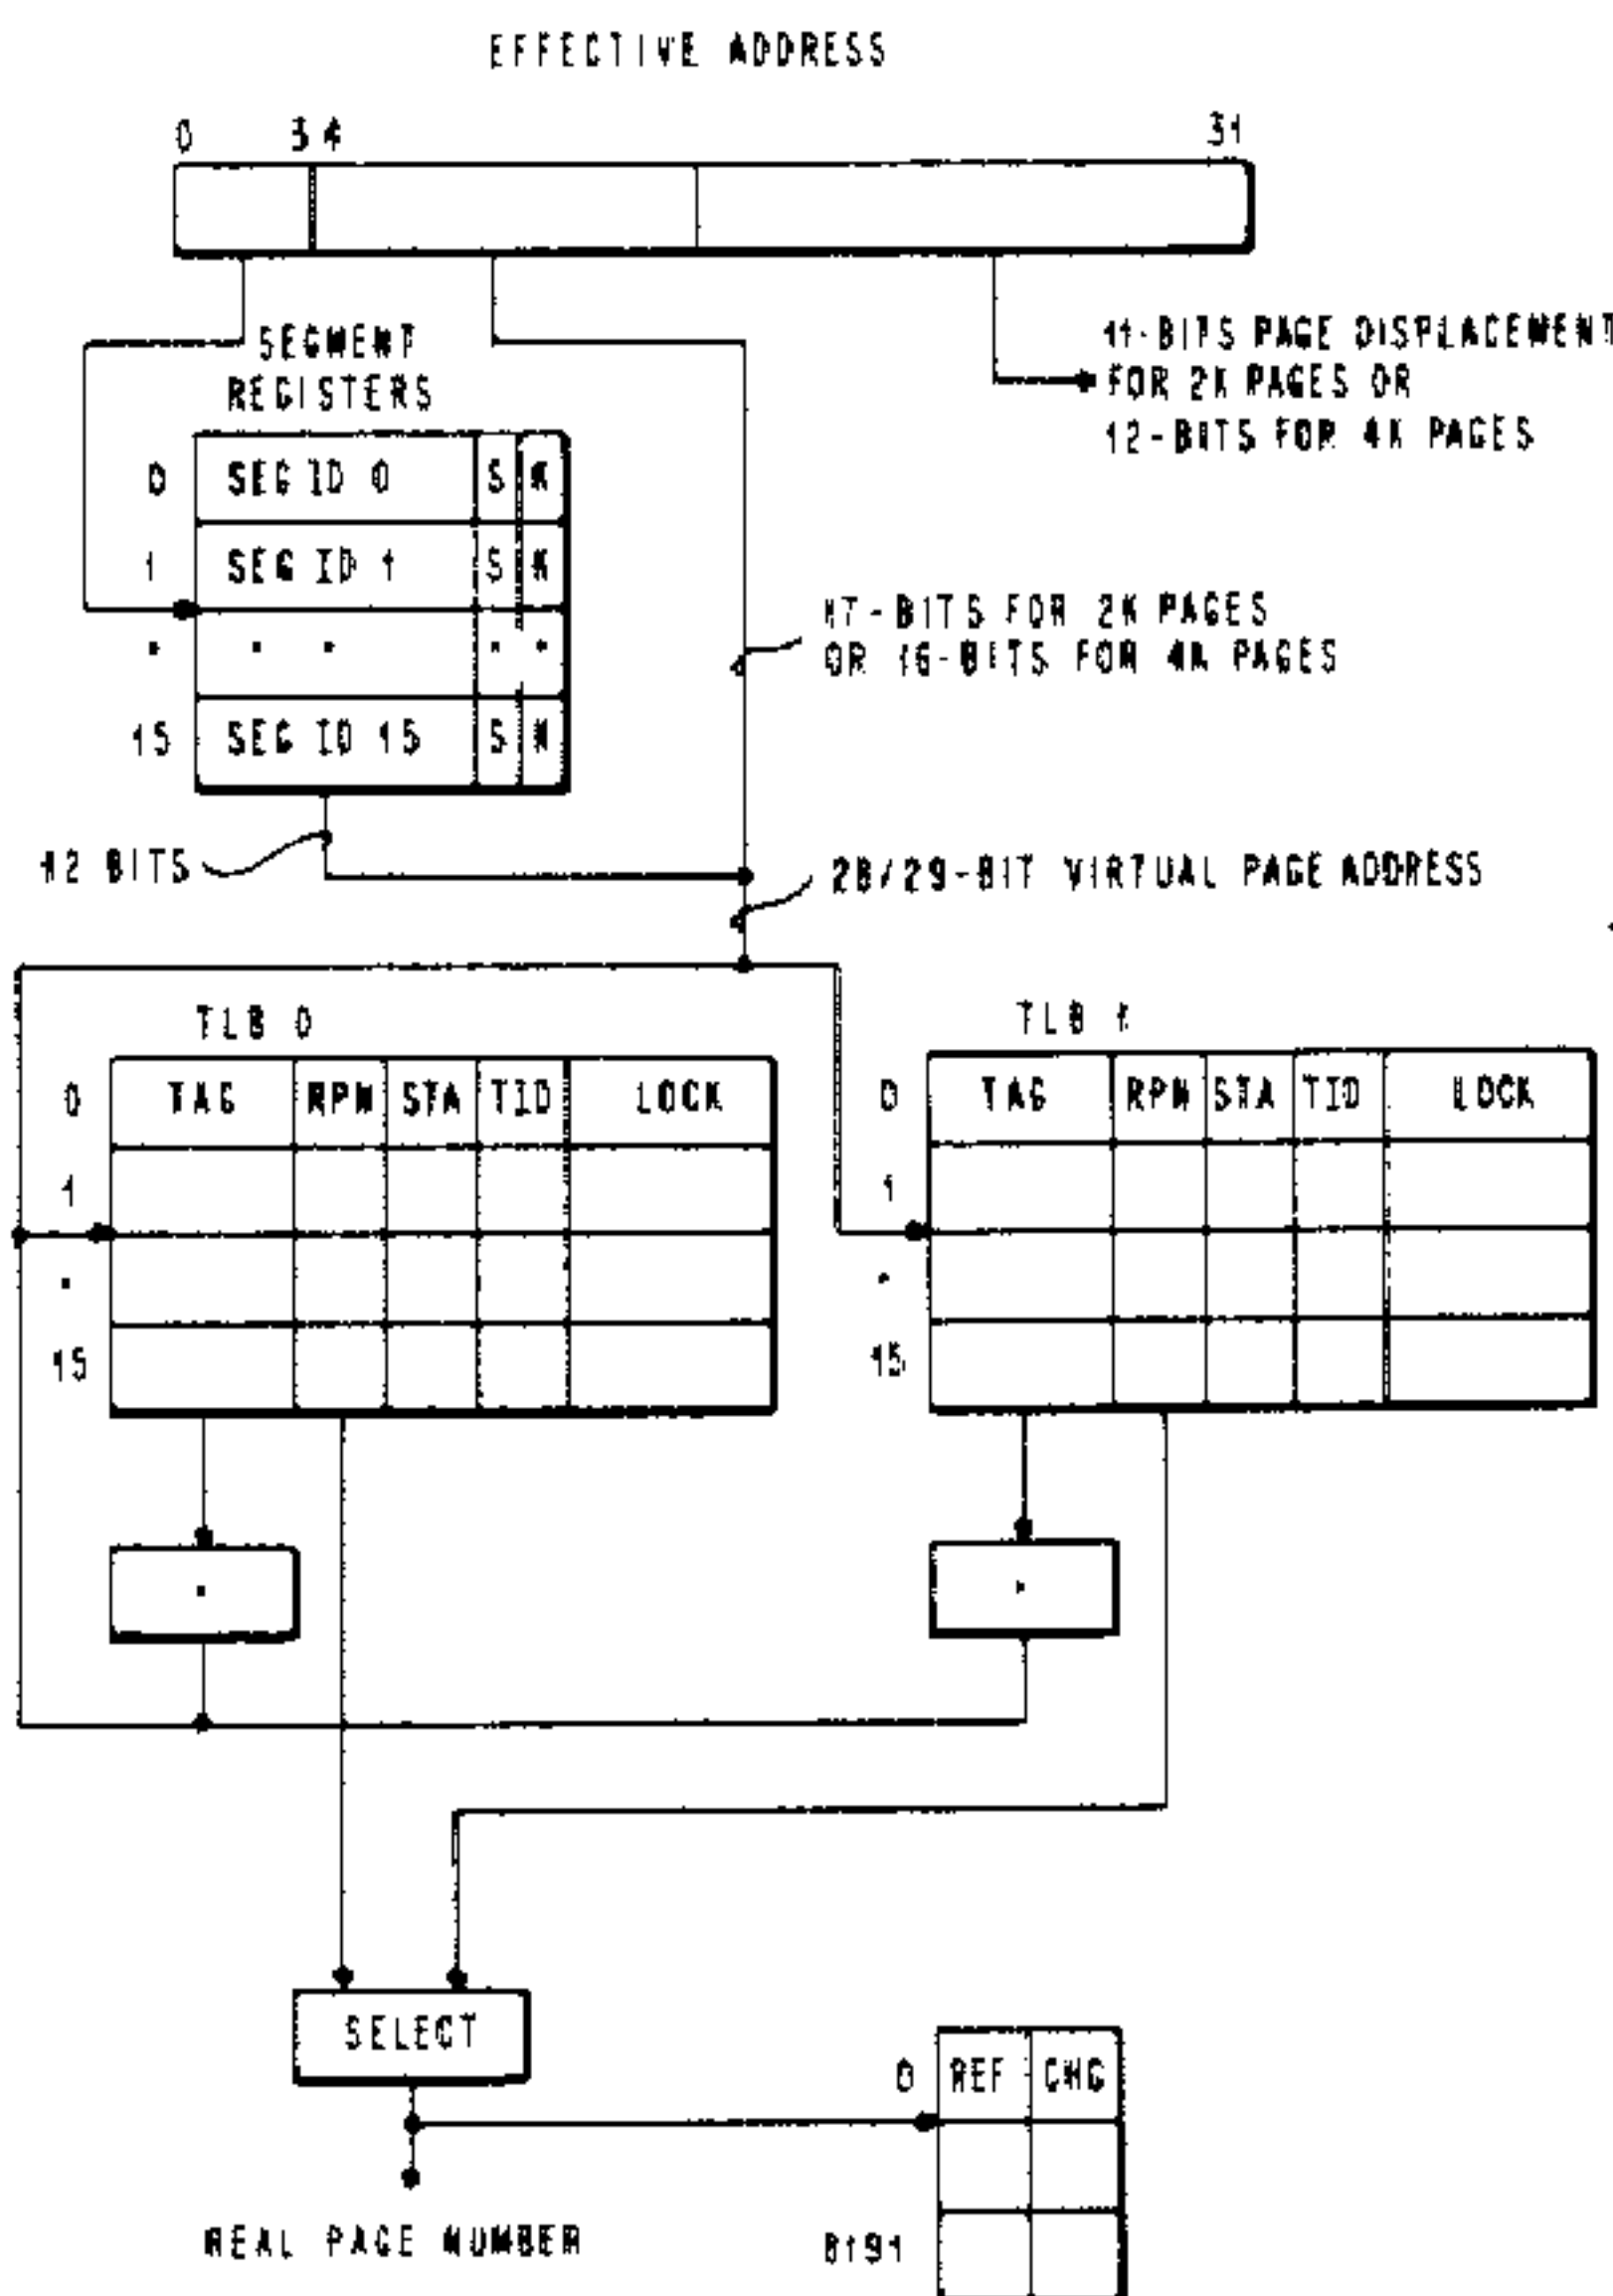 EFFECTIVE ADDRESS
0 3 4 31
11-BITS PAGE DISPLACEMENT
FOR 2K PAGES OR
12-BITS FOR 4K PAGES
SEGMENT
REGISTERS
0 SEG ID 0 S K
1 SEG ID 1 S K
15 SEG ID 15 S K
17-BITS FOR 2K PAGES
OR 16-BITS FOR 4K PAGES
12 BITS
28/29-BIT VIRTUAL PAGE ADDRESS
TLB 0
0 TAG RPN STA TID LOCK
1
15
TLB 1
0 TAG RPN STA TID LOCK
1
15
SELECT
0 REF CHG
REAL PAGE NUMBER
8191